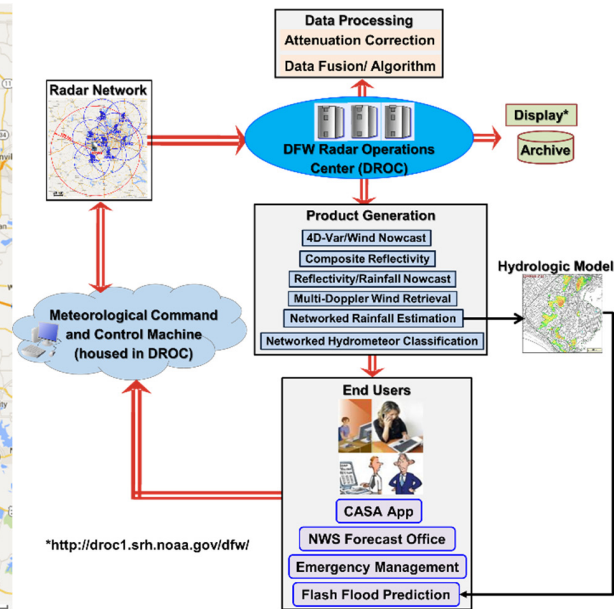 Data Processing
Attenuation Correction
Data Fusion/ Algorithm
Radar Network
DFW Radar Operations
Center (DROC)
Display*
Archive
Product Generation
4D-Var/Wind Nowcast
Composite Reflectivity
Reflectivity/Rainfall Nowcast
Multi-Doppler Wind Retrieval
Networked Rainfall Estimation
Networked Hydrometeor Classification
Hydrologic Model
Meteorological Command
and Control Machine
(housed in DROC)
End Users
CASA App
NWS Forecast Office
Emergency Management
Flash Flood Prediction
*http://droc1.srh.noaa.gov/dfw/